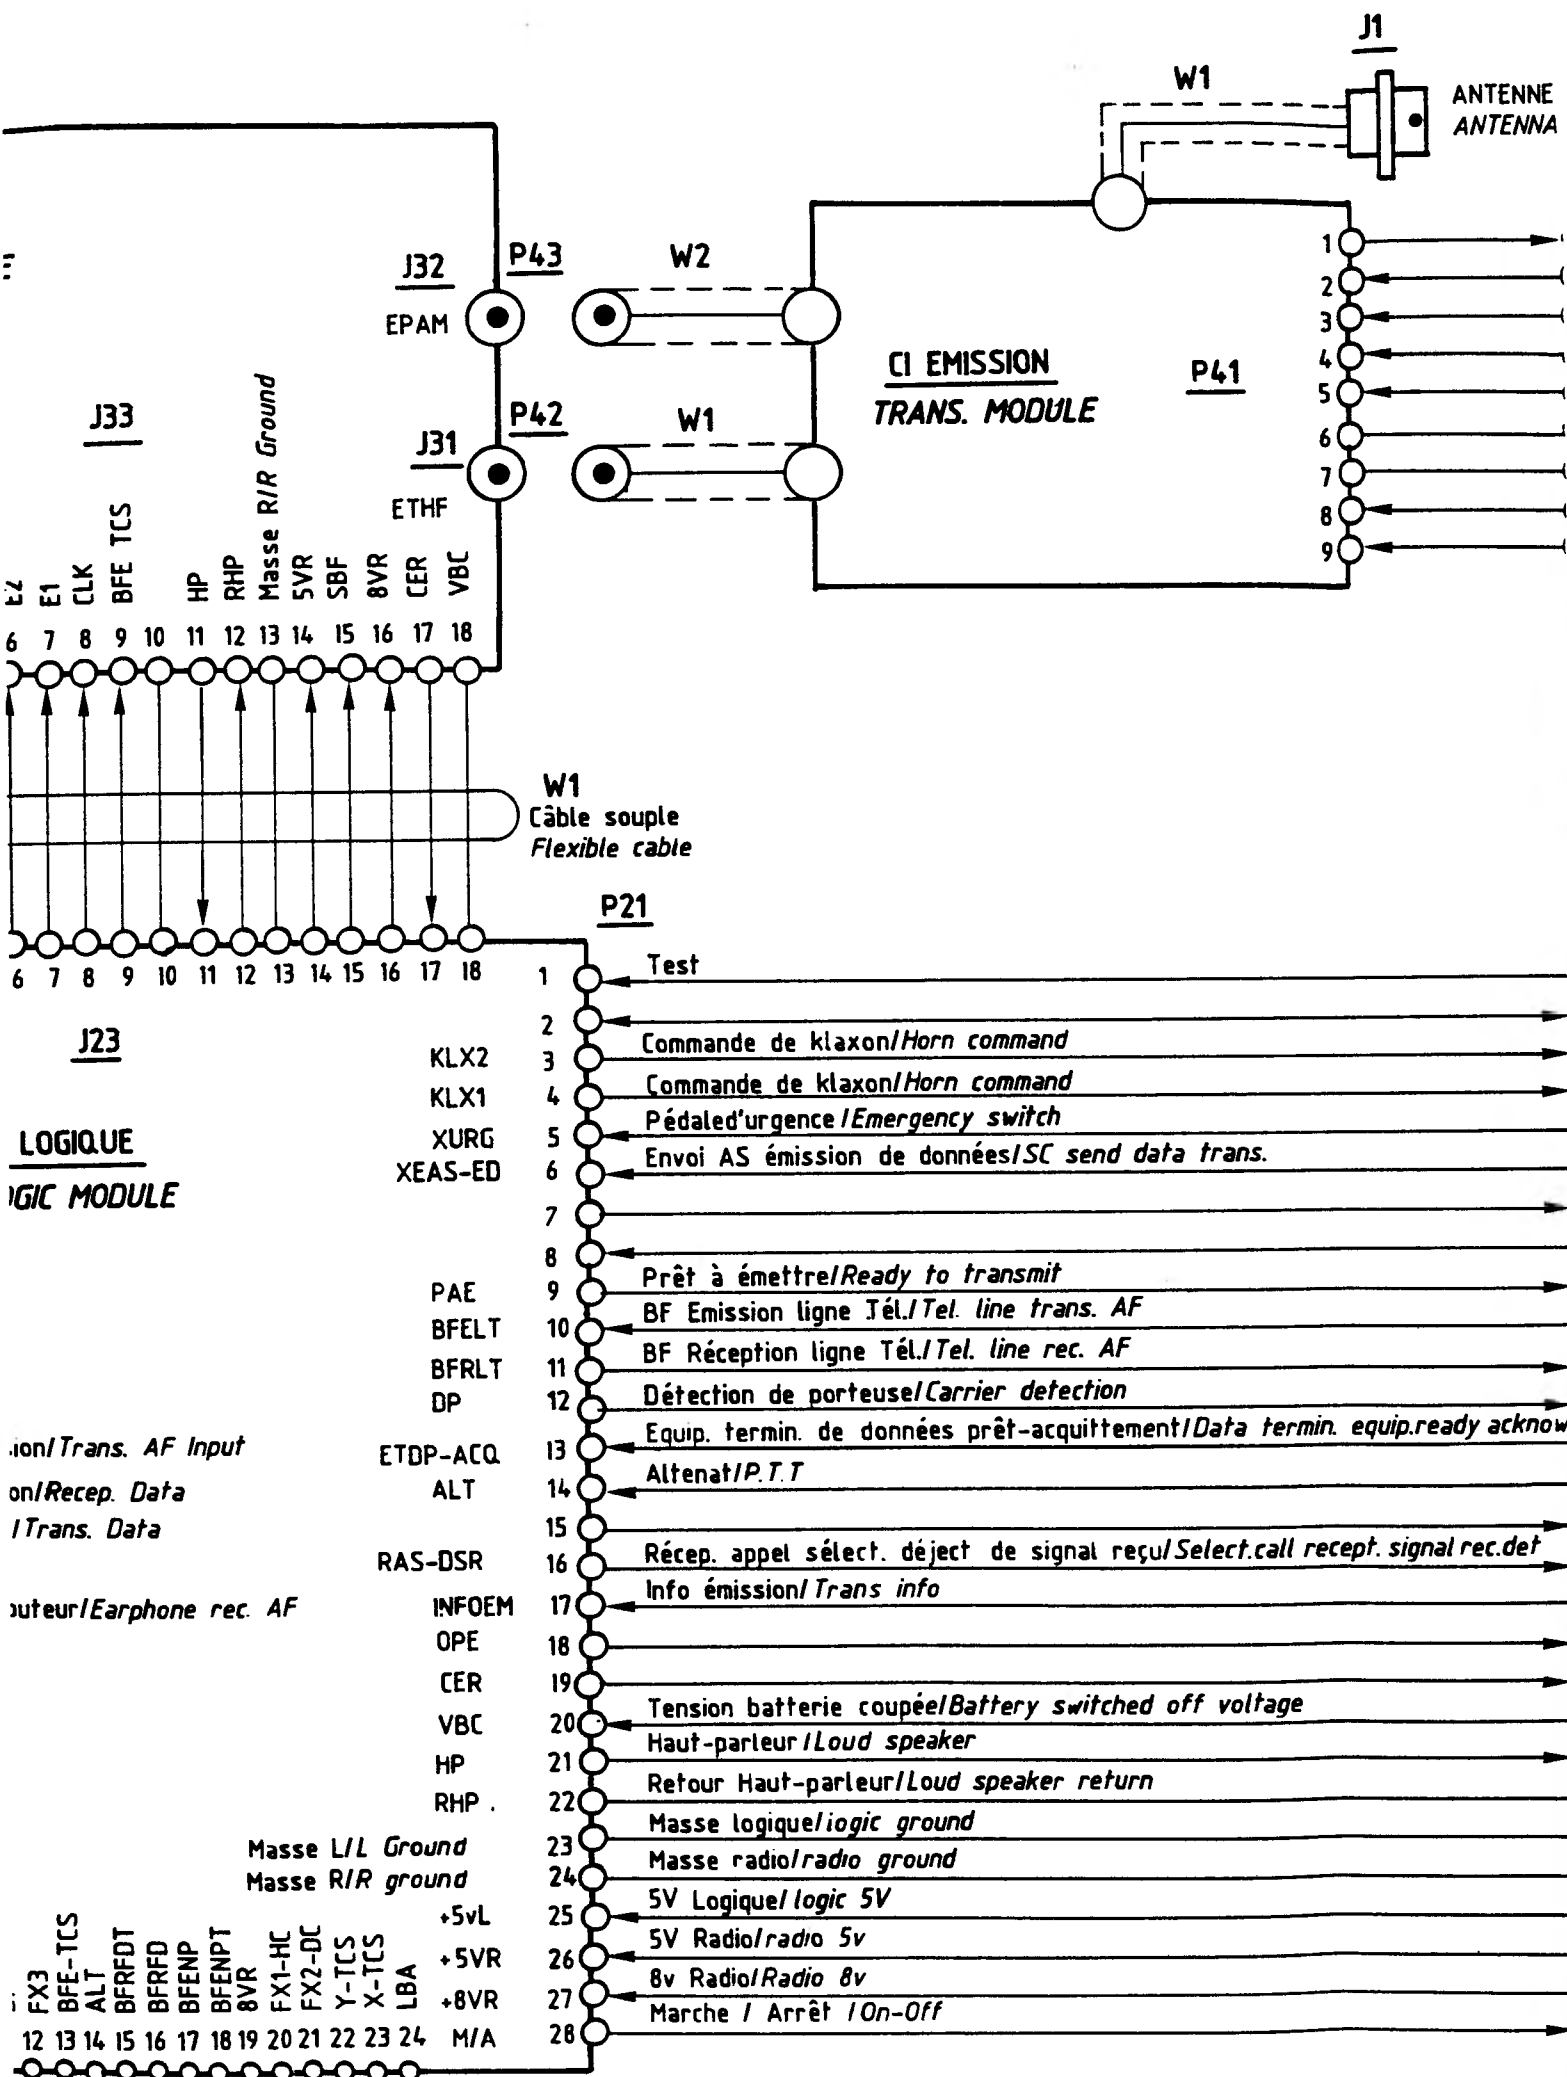 J1
W1
ANTENNE
ANTENNA
J32
P43
W2
EPAM
1
2
3
4
5
6
7
8
9
CI EMISSION
TRANS. MODULE
P41
J33
J31
P42
W1
ETHF
E2
E1
CLK
BFE TCS
HP
RHP
Masse R/R Ground
5VR
SBF
8VR
CER
VBC
6 7 8 9 10 11 12 13 14 15 16 17 18
W1
Câble souple
Flexible cable
P21
6 7 8 9 10 11 12 13 14 15 16 17 18
J23
LOGIQUE
OGIC MODULE
1 Test
2
KLX2 3 Commande de klaxon/Horn command
KLX1 4 Commande de klaxon/Horn command
XURG 5 Pédaled'urgence/Emergency switch
XEAS-ED 6 Envoi AS émission de données/SC send data trans.
7
8
PAE 9 Prêt à émettre/Ready to transmit
BFELT 10 BF Emission ligne Tél./Tel. line trans. AF
BFRLT 11 BF Réception ligne Tél./Tel. line rec. AF
DP 12 Détection de porteuse/Carrier detection
ion/Trans. AF Input
ETDP-ACQ 13 Equip. termin. de données prêt-acquittement/Data termin. equip.ready acknow
on/Recep. Data
ALT 14 Altenat/P.T.T
/Trans. Data
15
RAS-DSR 16 Récep. appel sélect. déject de signal reçu/Select.call recept. signal rec.det
outeur/Earphone rec. AF
INFOEM 17 Info émission/Trans info
OPE 18
CER 19
VBC 20 Tension batterie coupée/Battery switched off voltage
HP 21 Haut-parleur/Loud speaker
RHP. 22 Retour Haut-parleur/Loud speaker return
Masse L/L Ground 23 Masse logique/logic ground
Masse R/R ground 24 Masse radio/radio ground
+5vL 25 5V Logique/logic 5V
+5VR 26 5V Radio/radio 5v
+8VR 27 8v Radio/Radio 8v
M/A 28 Marche / Arrêt /On-Off
FX3
BFE-TCS
ALT
BFRFDT
BFRFD
BFENP
BFENPT
8VR
FX1-HC
FX2-DC
Y-TCS
X-TCS
LBA
12 13 14 15 16 17 18 19 20 21 22 23 24